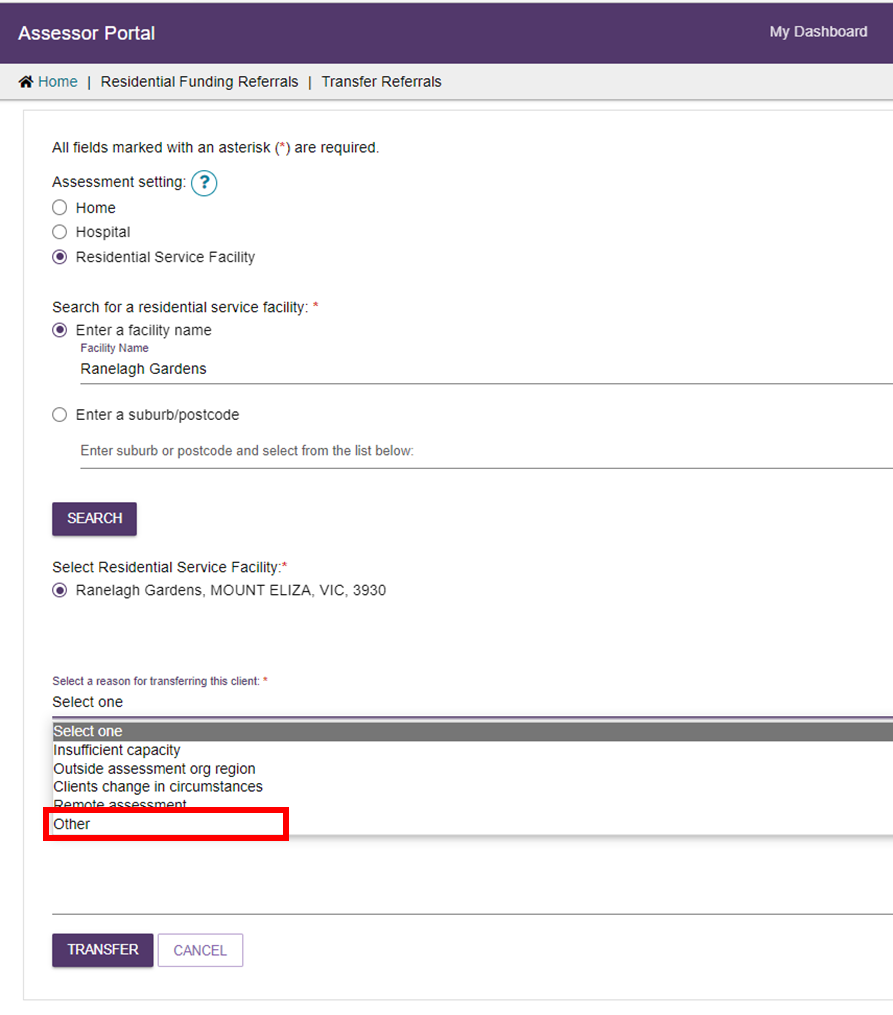 Assessor Portal
My Dashboard
Home | Residential Funding Referrals | Transfer Referrals
All fields marked with an asterisk (*) are required.
Assessment setting: ?
Home
Hospital
Residential Service Facility
Search for a residential service facility: *
Enter a facility name
Facility Name
Ranelagh Gardens
Enter a suburb/postcode
Enter suburb or postcode and select from the list below:
SEARCH
Select Residential Service Facility:*
Ranelagh Gardens, MOUNT ELIZA, VIC, 3930
Select a reason for transferring this client: *
Select one
Select one
Insufficient capacity
Outside assessment org region
Clients change in circumstances
Remote assessment
Other
TRANSFER
CANCEL